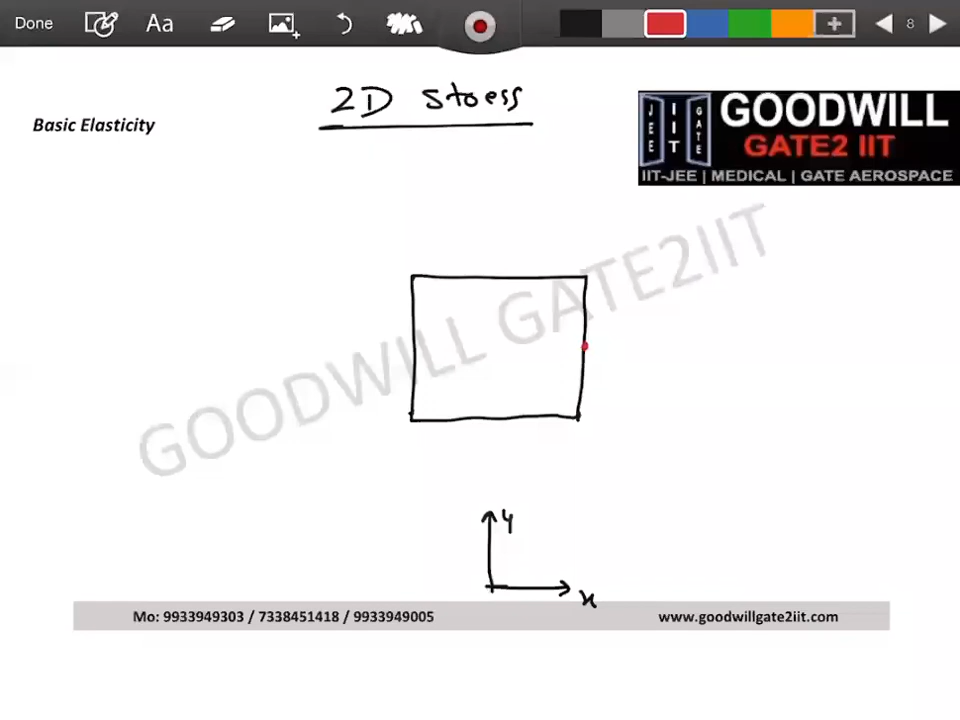 Done
Aa
8
2D Stress
Basic Elasticity
JEE
IIT
GATE
GOODWILL
GATE2 IIT
IIT-JEE | MEDICAL | GATE AEROSPACE
GOODWILL GATE2IIT
y
x
Mo: 9933949303 / 7338451418 / 9933949005
www.goodwillgate2iit.com